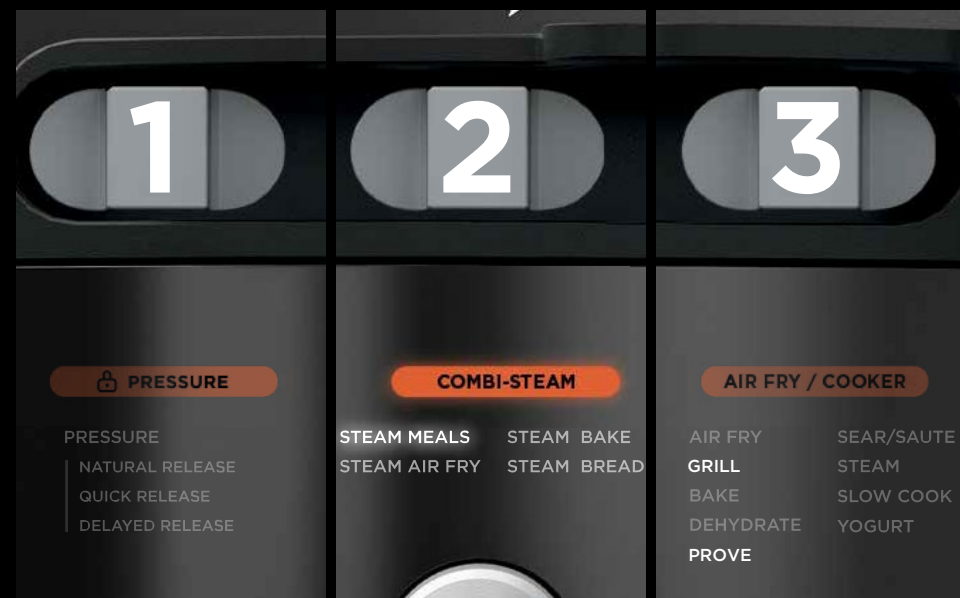 1
2
3
PRESSURE
COMBI-STEAM
AIR FRY / COOKER
PRESSURE
NATURAL RELEASE
QUICK RELEASE
DELAYED RELEASE
STEAM MEALS
STEAM BAKE
STEAM AIR FRY
STEAM BREAD
AIR FRY
SEAR/SAUTE
GRILL
STEAM
BAKE
SLOW COOK
DEHYDRATE
YOGURT
PROVE